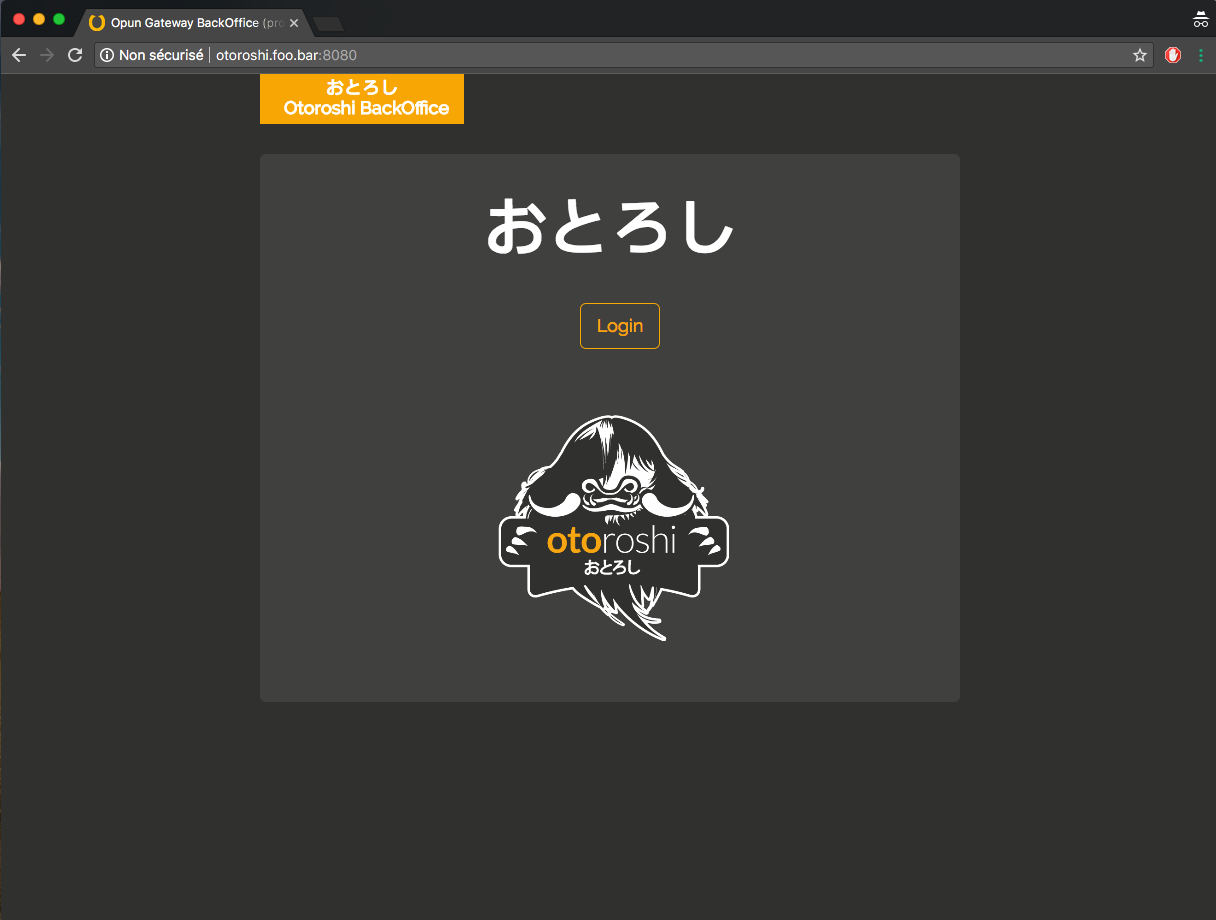 Opun Gateway BackOffice (pro
Non sécurisé
otoroshi.foo.bar:8080
おとろし
Otoroshi BackOffice
おとろし
Login
otoroshi
おとろし